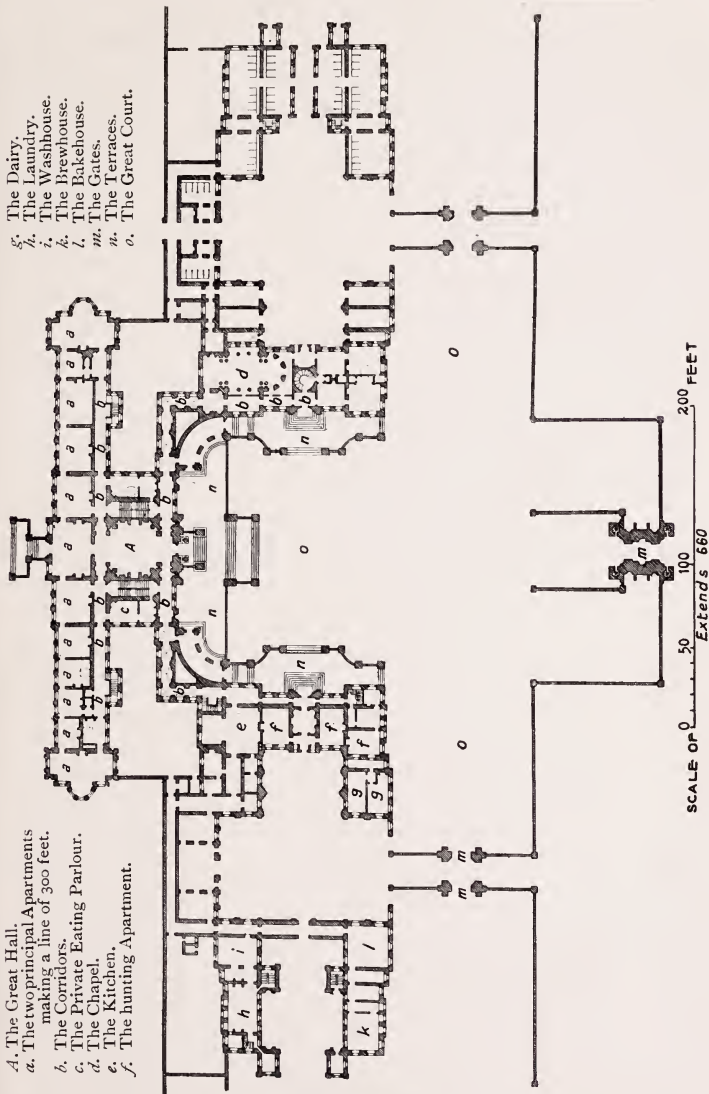 A. The Great Hall.
a. The two principal Apartments
making a line of 300 feet.
b. The Corridors.
c. The Private Eating Parlour.
d. The Chapel.
e. The Kitchen.
f. The hunting Apartment.
g. The Dairy.
h. The Laundry.
i. The Washhouse.
k. The Brewhouse.
l. The Bakehouse.
m. The Gates.
n. The Terraces.
o. The Great Court.
a a a a a a a a a a a
b b b b
A
c
b b
b b
n n n
e d
f f f
b b b
n n
g g
i h
l k
o
o o
m m
m
SCALE OF 0 50 100 200 FEET
Extends 660